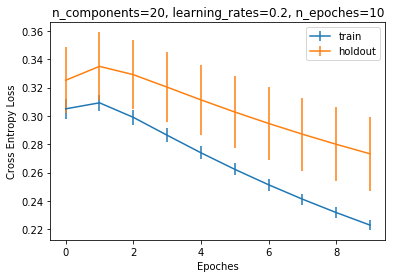 n_components=20, learning_rates=0.2, n_epoches=10
train
holdout
Cross Entropy Loss
0.36
0.34
0.32
0.30
0.28
0.26
0.24
0.22
0
2
4
6
8
Epoches